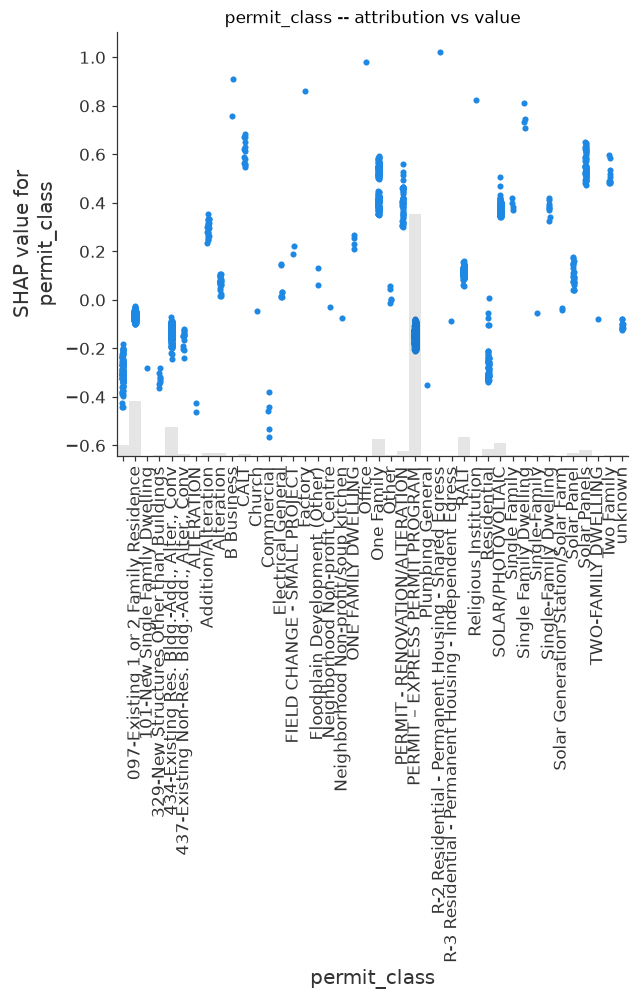 permit_class -- attribution vs value
SHAP value for
permit_class
1.0
0.8
0.6
0.4
0.2
0.0
−0.2
−0.4
−0.6
097-Existing 1 or 2 Family Residence
101-New Single Family Dwelling
329-New Structures Other than Buildings
434-Existing Res. Bldg.-Add., Alter., Conv
437-Existing Non-Res. Bldg.-Add., Alter., Conv
ALTERATION
Addition/Alteration
Alteration
B Business
CALT
Church
Commercial
Electrical General
FIELD CHANGE - SMALL PROJECT
Factory
Floodplain Development (Other)
Neighborhood Non-profit Centre
Neighborhood Non-profit/soup kitchen
ONE FAMILY DWELLING
Office
One Family
Other
PERMIT - RENOVATION/ALTERATION
PERMIT – EXPRESS PERMIT PROGRAM
Plumbing General
R-2 Residential - Permanent Housing - Shared Egress
R-3 Residential - Permanent Housing - Independent Egress
RALT
Religious Institution
Residential
SOLAR/PHOTOVOLTAIC
Single Family
Single Family Dwelling
Single-Family
Single-Family Dwelling
Solar Generation Station/s Solar Farm
Solar Panel
Solar Panels
TWO-FAMILY DWELLING
Two Family
unknown
permit_class